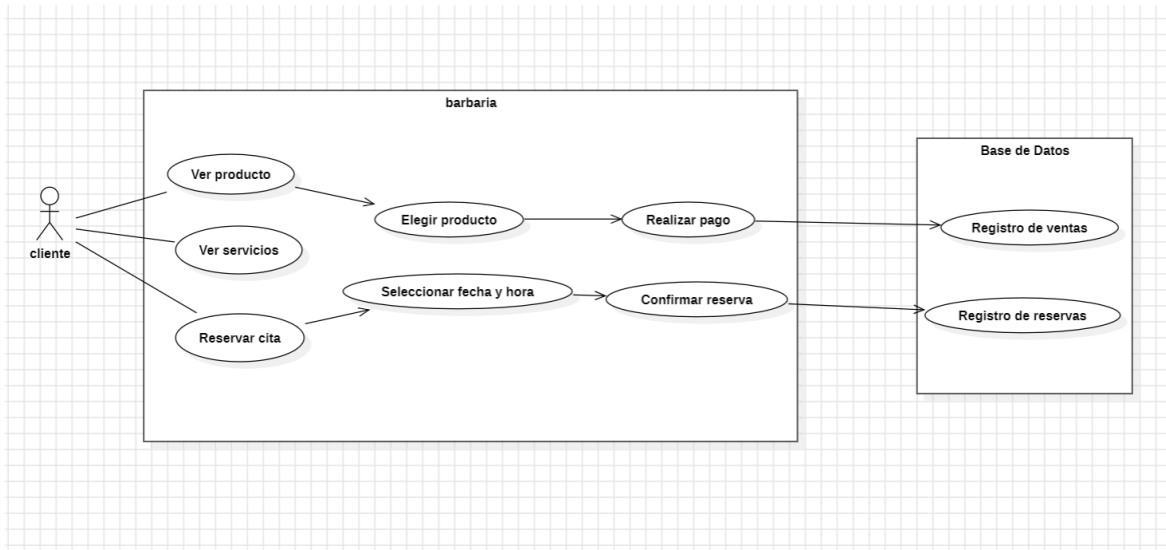 barbaria
Base de Datos
Ver producto
Elegir producto
Realizar pago
Registro de ventas
cliente
Ver servicios
Seleccionar fecha y hora
Confirmar reserva
Registro de reservas
Reservar cita